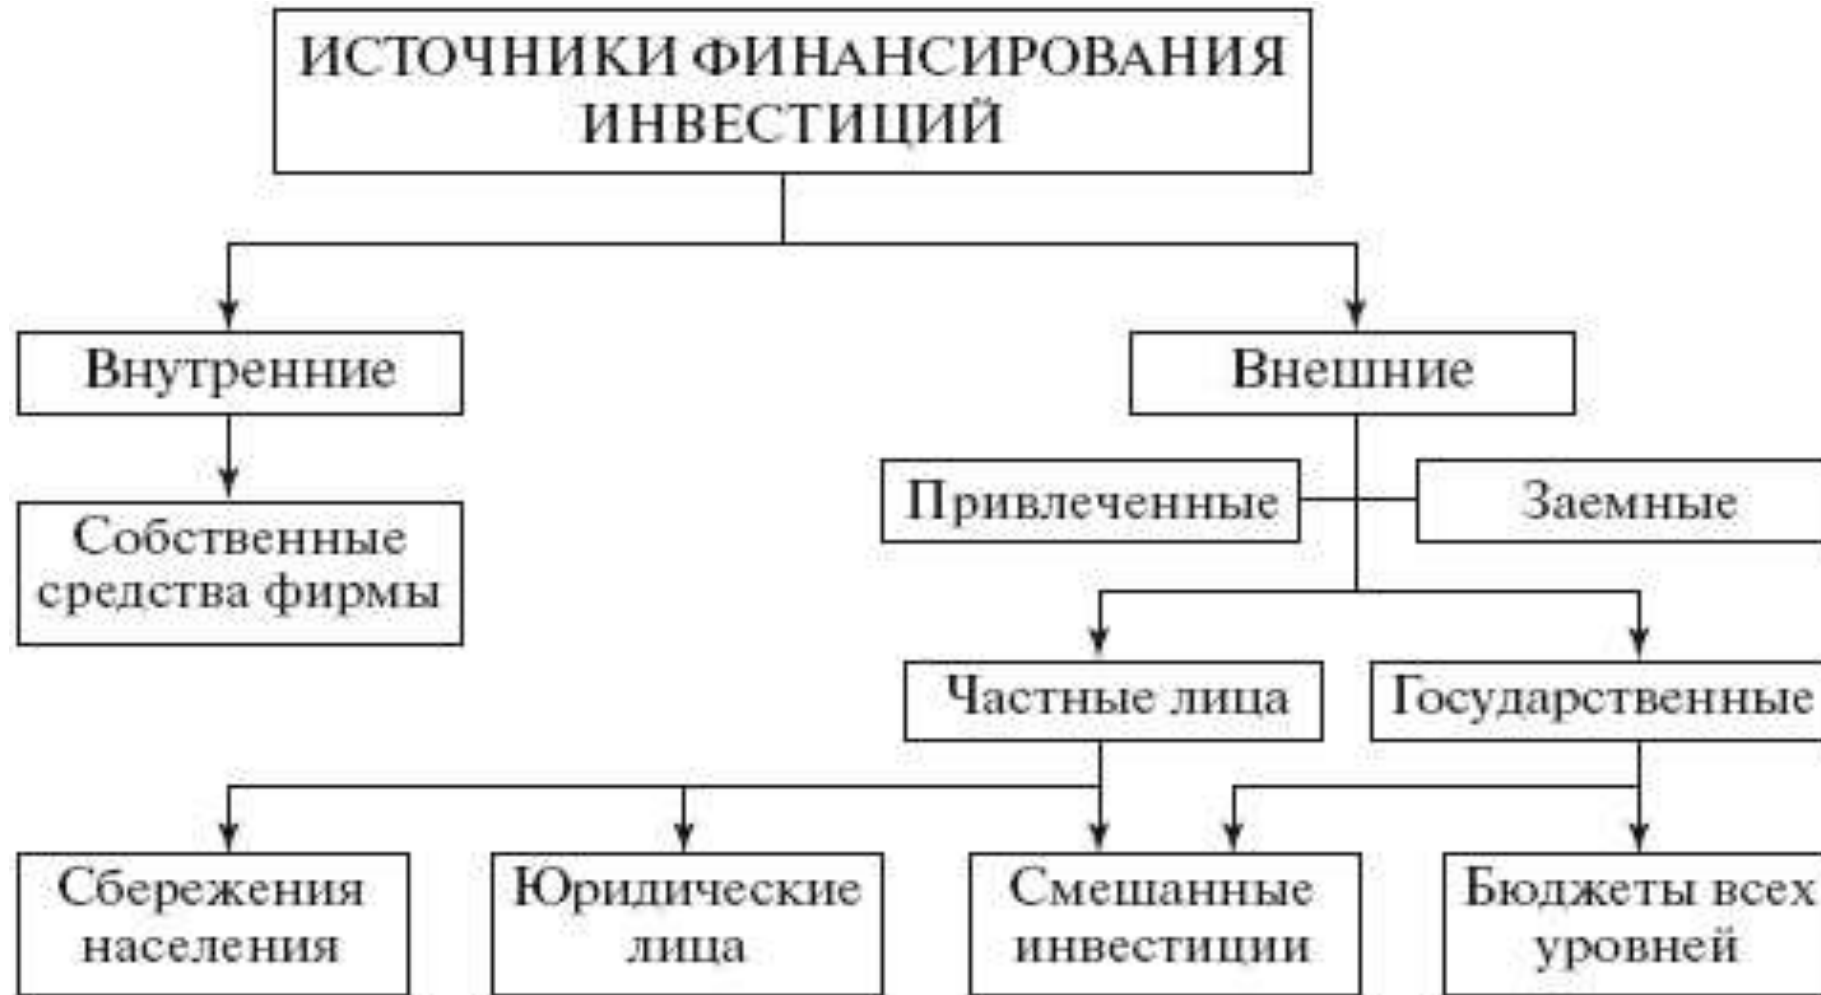 ИСТОЧНИКИ ФИНАНСИРОВАНИЯ
ИНВЕСТИЦИЙ
Внутренние
Внешние
Привлеченные
Заемные
Собственные
средства фирмы
Частные лица
Государственные
Сбережения
населения
Юридические
лица
Смешанные
инвестиции
Бюджеты всех
уровней